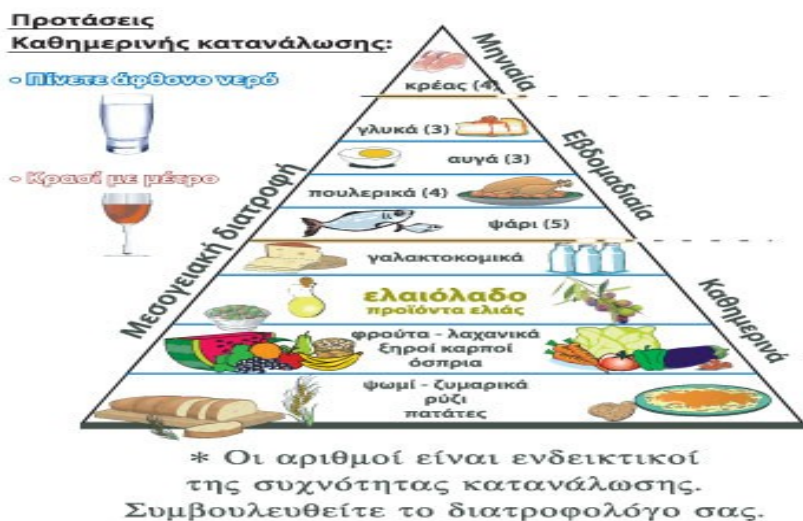 Προτάσεις
Καθημερινής κατανάλωσης:
- Πίνετε άφθονο νερό
- Κρασί με μέτρο
Μεσογειακή διατροφή
Μηνιαία
κρέας (4)
Εβδομαδιαία
γλυκά (3)
αυγά (3)
πουλερικά (4)
ψάρι (5)
Καθημερινά
γαλακτοκομικά
ελαιόλαδο
προϊόντα ελιάς
φρούτα - λαχανικά
ξηροί καρποί
όσπρια
ψωμί - ζυμαρικά
ρύζι
πατάτες
* Οι αριθμοί είναι ενδεικτικοί
της συχνότητας κατανάλωσης.
Συμβουλευθείτε το διατροφολόγο σας.